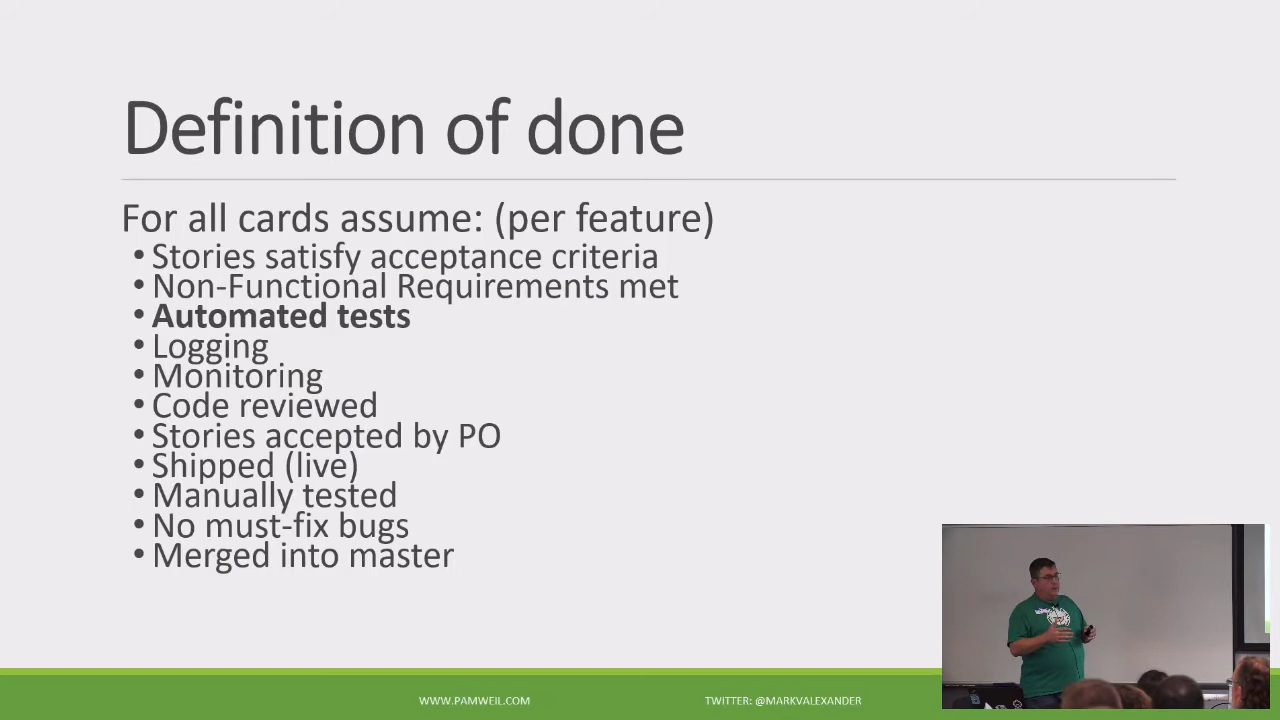 Definition of done
For all cards assume: (per feature)
• Stories satisfy acceptance criteria
• Non-Functional Requirements met
• Automated tests
• Logging
• Monitoring
• Code reviewed
• Stories accepted by PO
• Shipped (live)
• Manually tested
• No must-fix bugs
• Merged into master
WWW.PAMWEIL.COM
TWITTER: @MARKVALEXANDER